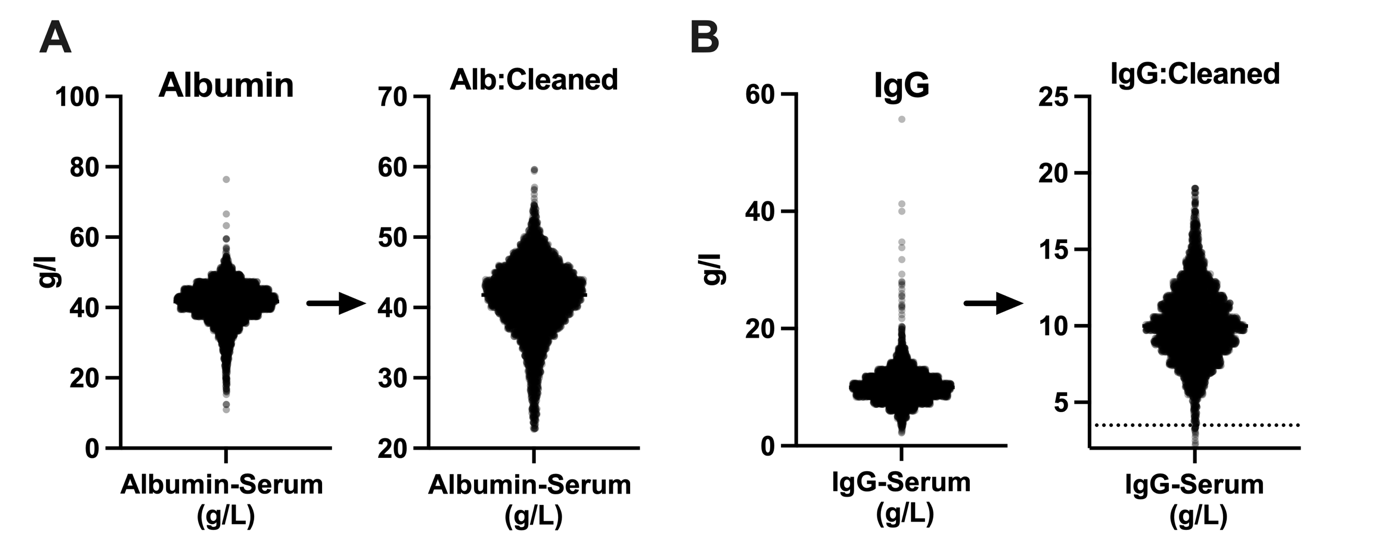 A
B
Albumin
Alb:Cleaned
IgG
IgG:Cleaned
g/l
100
80
60
40
20
0
Albumin-Serum
(g/L)
70
60
50
40
30
20
Albumin-Serum
(g/L)
g/l
60
40
20
0
IgG-Serum
(g/L)
25
20
15
10
5
IgG-Serum
(g/L)